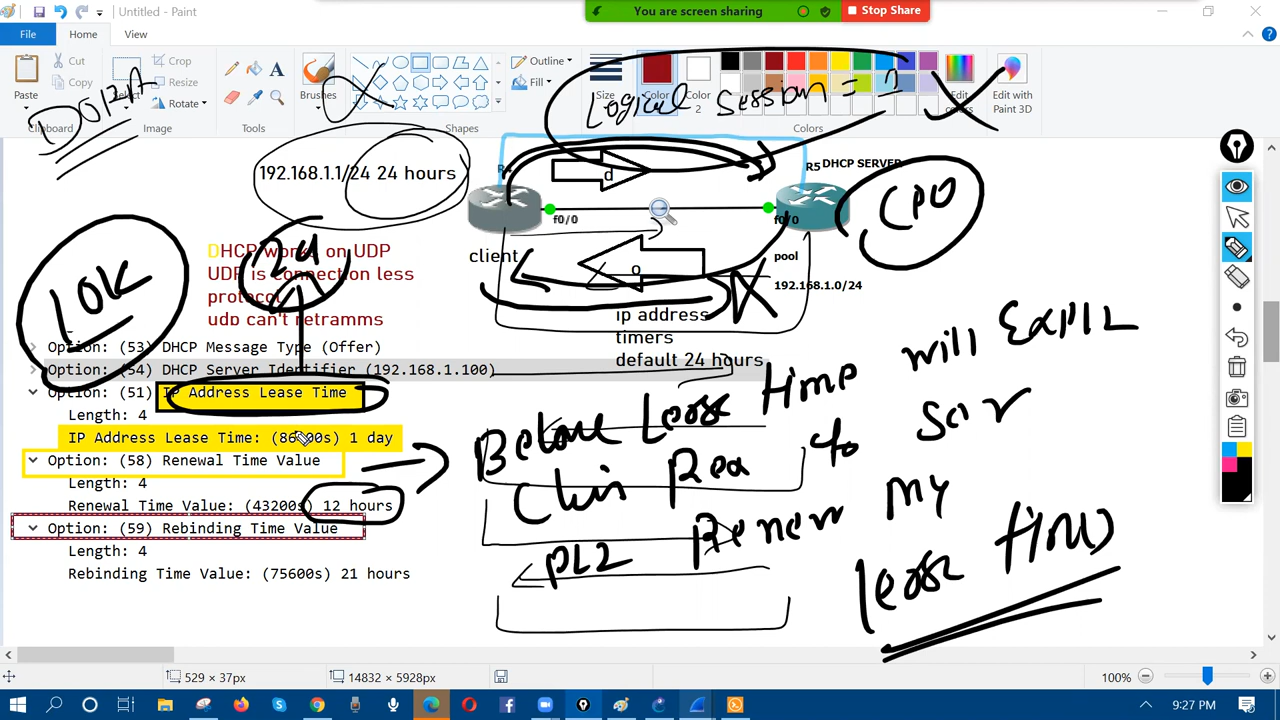 Untitled - Paint
You are screen sharing
Stop Share
File
Home
View
Paste
Cut
Copy
Clipboard
Crop
Resize
Rotate
Image
Tools
Brushes
Shapes
Outline
Fill
Size
Color 2
Colors
Edit colors
Edit with Paint 3D
DORA
Logical Session = 1
192.168.1.1/24 24 hours
d
R5 DHCP SERVER
CPU
f0/0
f0/0
client
o
pool
192.168.1.0/24
DHCP works on UDP
UDP is connection less
protocol
udp can't retramms
24
10K
ip address
timers
default 24 hours
Option: (53) DHCP Message Type (Offer)
Option: (54) DHCP Server Identifier (192.168.1.100)
Option: (51) IP Address Lease Time
Length: 4
IP Address Lease Time: (86400s) 1 day
Option: (58) Renewal Time Value
Length: 4
Renewal Time Value: (43200s) 12 hours
Option: (59) Rebinding Time Value
Length: 4
Rebinding Time Value: (75600s) 21 hours
Before Lease time will
to
Renew my
lease
529 × 37px
14832 × 5928px
100%
9:27 PM